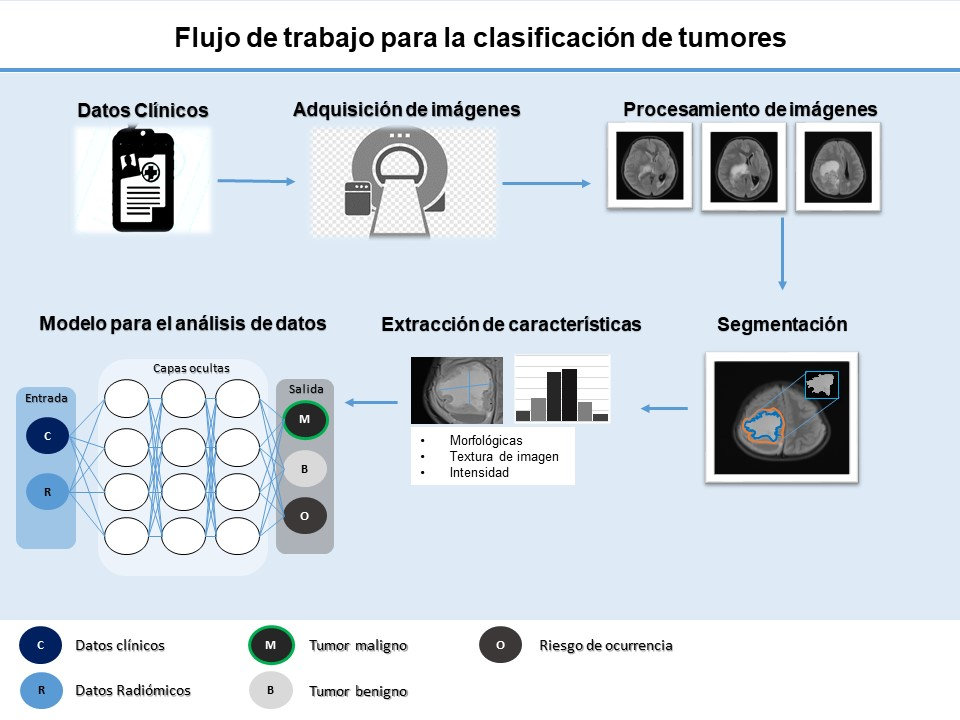 Flujo de trabajo para la clasificación de tumores
Datos Clínicos
Adquisición de imágenes
Procesamiento de imágenes
Modelo para el análisis de datos
Extracción de características
Segmentación
Capas ocultas
Entrada
Salida
C
R
M
B
O
• Morfológicas
• Textura de imagen
• Intensidad
C Datos clínicos
M Tumor maligno
O Riesgo de ocurrencia
R Datos Radiómicos
B Tumor benigno